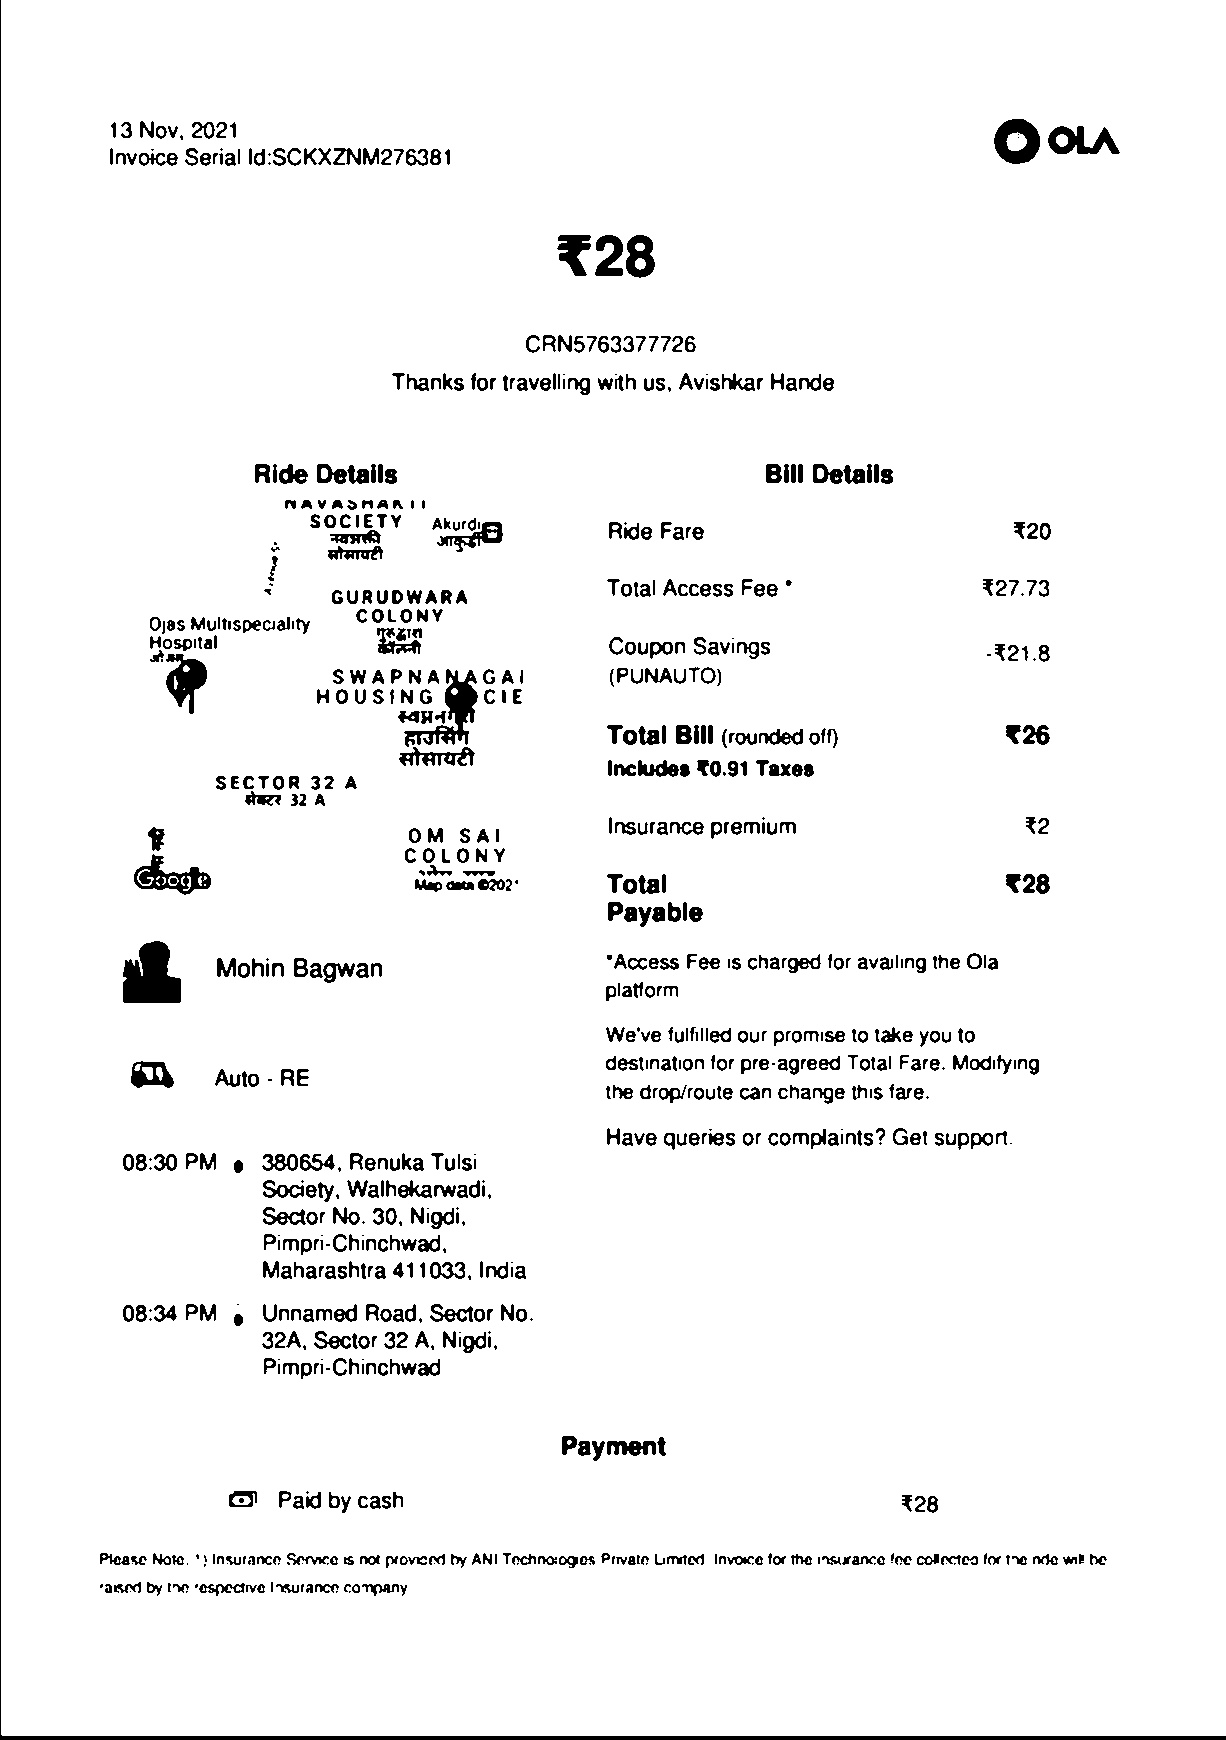 13 Nov, 2021
Invoice Serial Id:SCKXZNM276381
OLA
₹28
CRN5763377726
Thanks for travelling with us, Avishkar Hande
Ride Details
NAVASHAKTI
SOCIETY
सोसायटी
Akurdi
आकुर्डी
GURUDWARA
COLONY
गुरुद्वारा
कॉलनी
Ojas Multispeciality
Hospital
SWAPNANAGAI
HOUSING CIE
हाउसिंग
सोसायटी
SECTOR 32 A
सेक्टर 32 A
OM SAI
COLONY
Google
Map data ©202
Mohin Bagwan
Auto - RE
08:30 PM 380654, Renuka Tulsi
Society, Walhekarwadi,
Sector No. 30, Nigdi,
Pimpri-Chinchwad,
Maharashtra 411033, India
08:34 PM Unnamed Road, Sector No.
32A, Sector 32 A, Nigdi,
Pimpri-Chinchwad
Bill Details
Ride Fare ₹20
Total Access Fee * ₹27.73
Coupon Savings -₹21.8
(PUNAUTO)
Total Bill (rounded off) ₹26
Includes ₹0.91 Taxes
Insurance premium ₹2
Total ₹28
Payable
*Access Fee is charged for availing the Ola
platform
We've fulfilled our promise to take you to
destination for pre-agreed Total Fare. Modifying
the drop/route can change this fare.
Have queries or complaints? Get support.
Payment
Paid by cash ₹28
Please Note. *) Insurance Service is not provided by ANI Technologies Private Limited. Invoice for the insurance fee collected for the ride will be
raised by the respective Insurance company